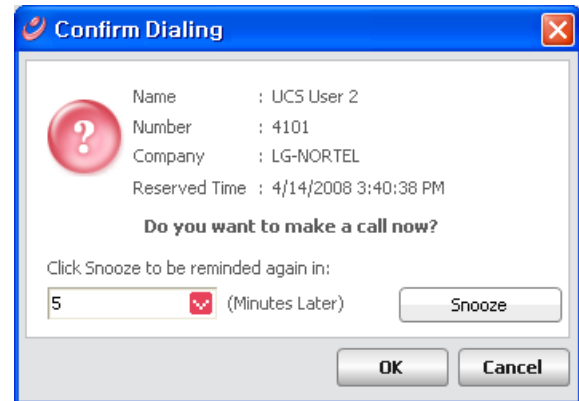 Confirm Dialing
?
Name : UCS User 2
Number : 4101
Company : LG-NORTEL
Reserved Time : 4/14/2008 3:40:38 PM
Do you want to make a call now?
Click Snooze to be reminded again in:
5 (Minutes Later) Snooze
OK Cancel